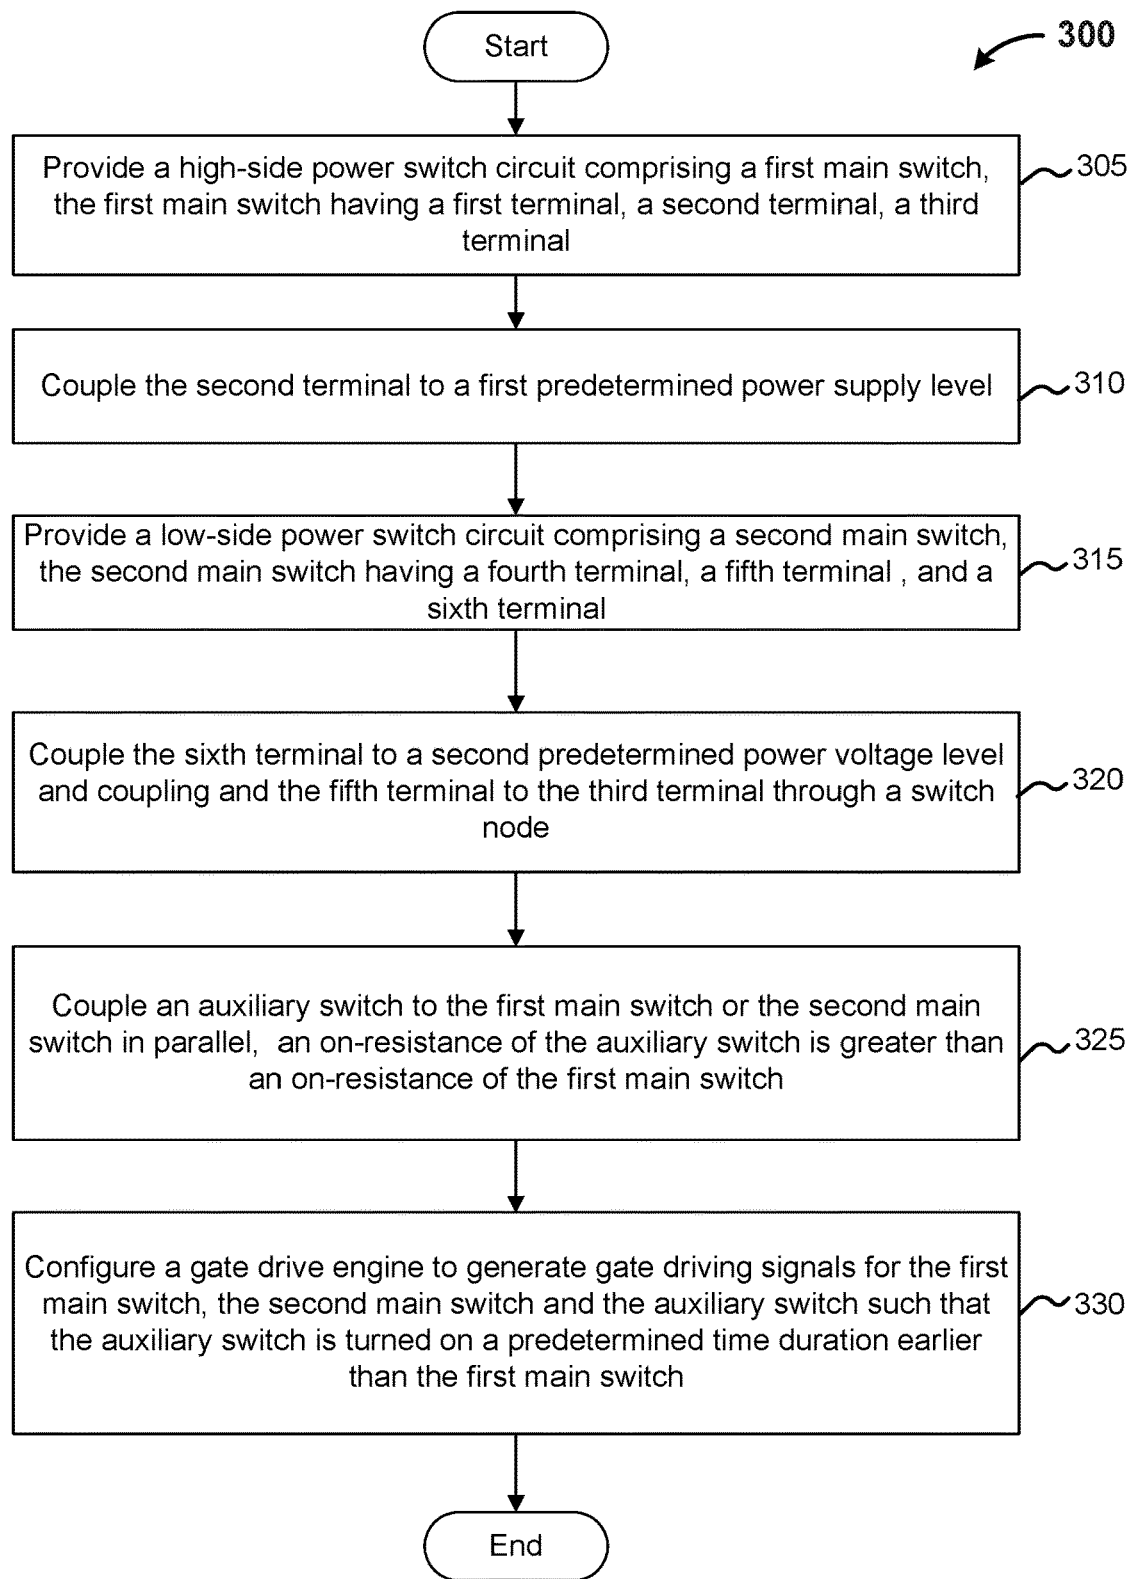 Start
300
Provide a high-side power switch circuit comprising a first main switch,
the first main switch having a first terminal, a second terminal, a third
terminal
305
Couple the second terminal to a first predetermined power supply level
310
Provide a low-side power switch circuit comprising a second main switch,
the second main switch having a fourth terminal, a fifth terminal , and a
sixth terminal
315
Couple the sixth terminal to a second predetermined power voltage level
and coupling and the fifth terminal to the third terminal through a switch
node
320
Couple an auxiliary switch to the first main switch or the second main
switch in parallel,  an on-resistance of the auxiliary switch is greater than
an on-resistance of the first main switch
325
Configure a gate drive engine to generate gate driving signals for the first
main switch, the second main switch and the auxiliary switch such that
the auxiliary switch is turned on a predetermined time duration earlier
than the first main switch
330
End